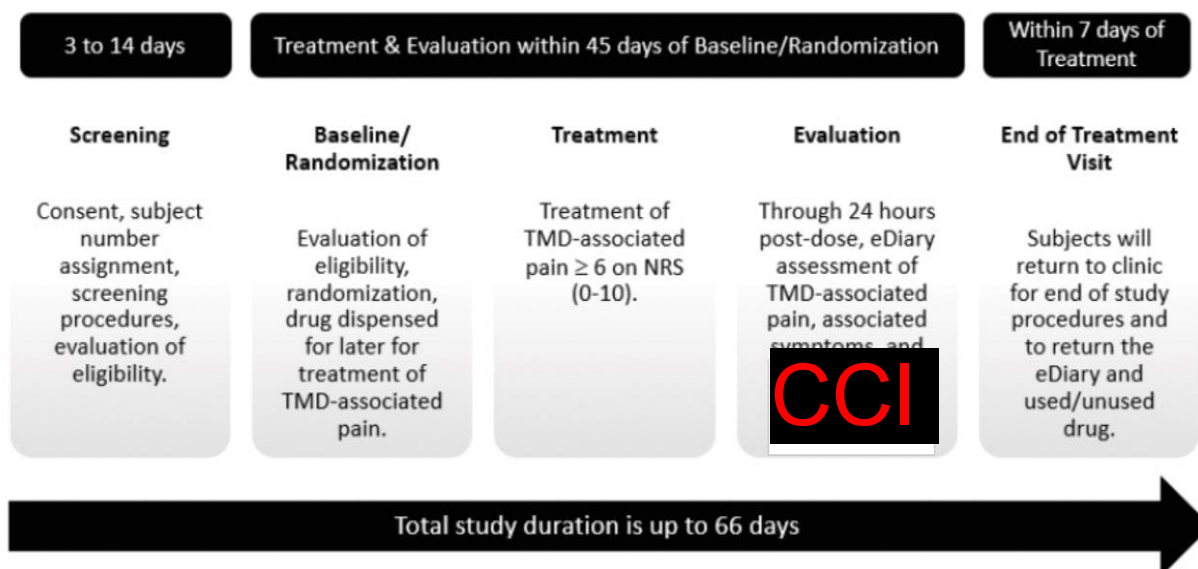 3 to 14 days
Treatment & Evaluation within 45 days of Baseline/Randomization
Within 7 days of
Treatment
Screening
Consent, subject
number
assignment,
screening
procedures,
evaluation of
eligibility.
Baseline/
Randomization
Evaluation of
eligibility,
randomization,
drug dispensed
for later for
treatment of
TMD-associated
pain.
Treatment
Treatment of
TMD-associated
pain ≥ 6 on NRS
(0-10).
Evaluation
Through 24 hours
post-dose, eDiary
assessment of
TMD-associated
pain, associated
symptoms, and
CCI
End of Treatment
Visit
Subjects will
return to clinic
for end of study
procedures and
to return the
eDiary and
used/unused
drug.
Total study duration is up to 66 days